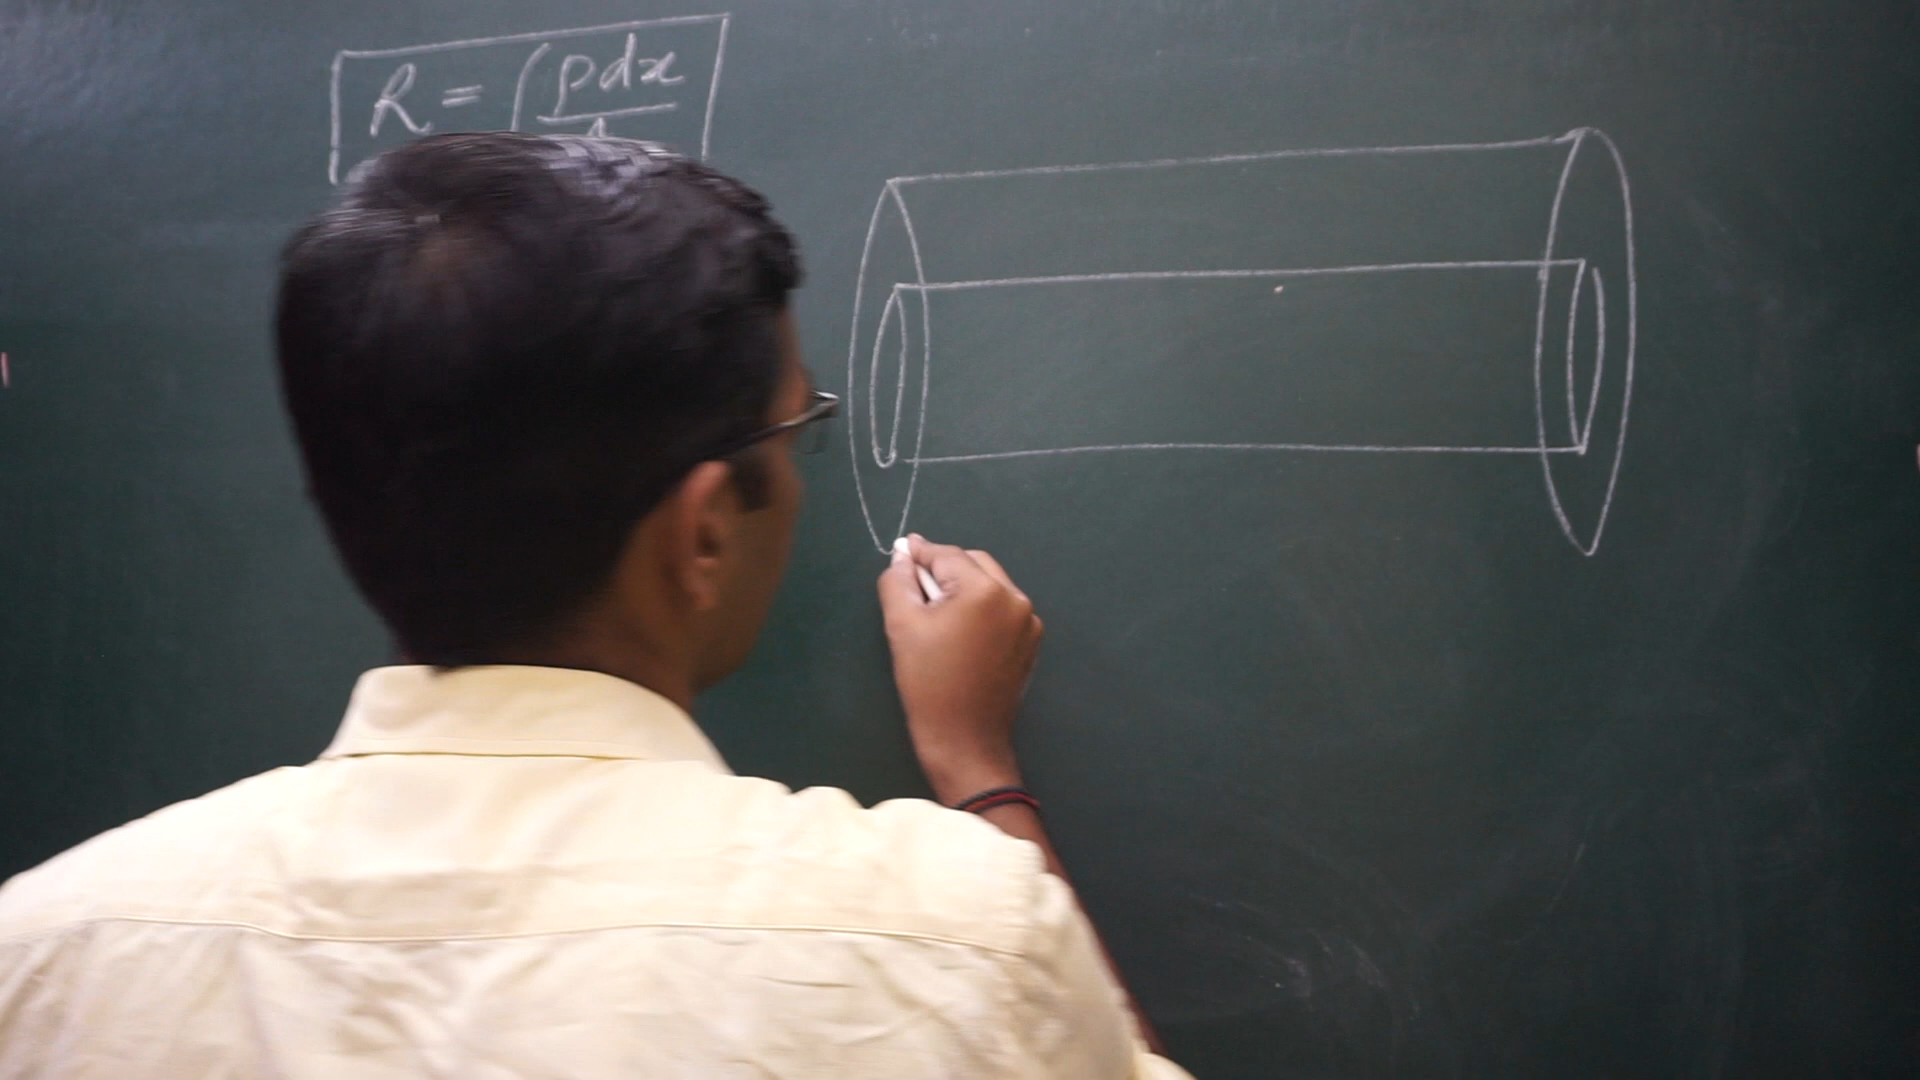 R = ∫ ρdx / A